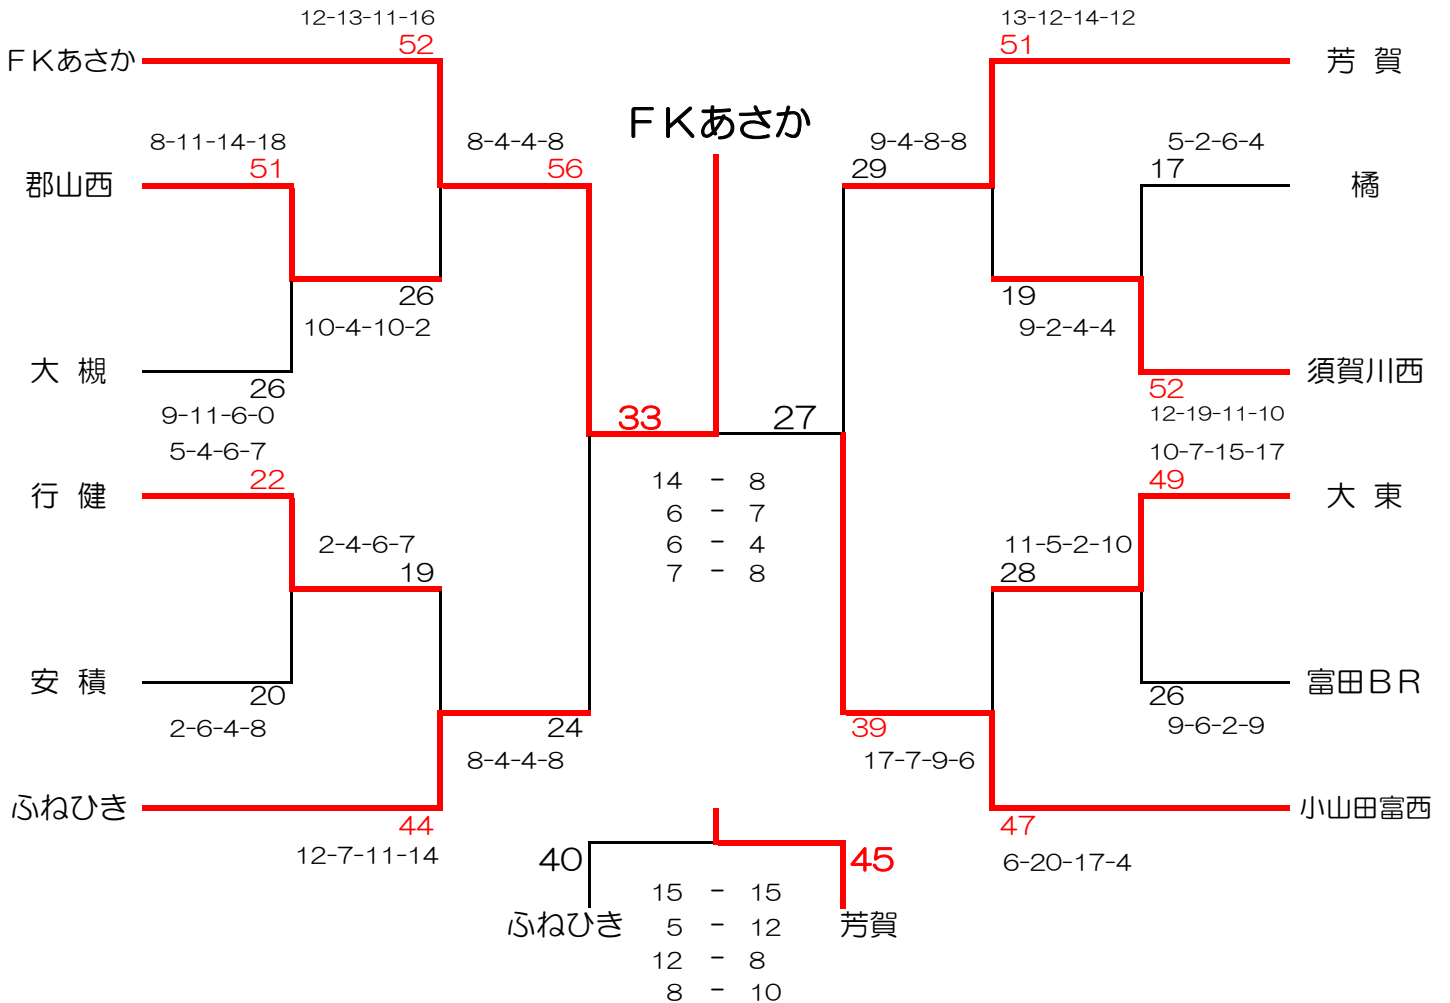 12-13-11-16
52
ＦＫあさか
8-11-14-18
51
郡山西
8-4-4-8
56
26
10-4-10-2
大 槻
26
9-11-6-0
5-4-6-7
22
行 健
2-4-6-7
19
安 積
20
2-6-4-8
24
8-4-4-8
ふねひき
44
12-7-11-14
ＦＫあさか
33
27
14 - 8
6 - 7
6 - 4
7 - 8
13-12-14-12
51
芳 賀
9-4-8-8
29
5-2-6-4
17
橘
19
9-2-4-4
須賀川西
52
12-19-11-10
10-7-15-17
49
大 東
11-5-2-10
28
富田ＢＲ
26
9-6-2-9
39
17-7-9-6
小山田富西
47
6-20-17-4
40
45
15 - 15
5 - 12
12 - 8
8 - 10
ふねひき
芳賀